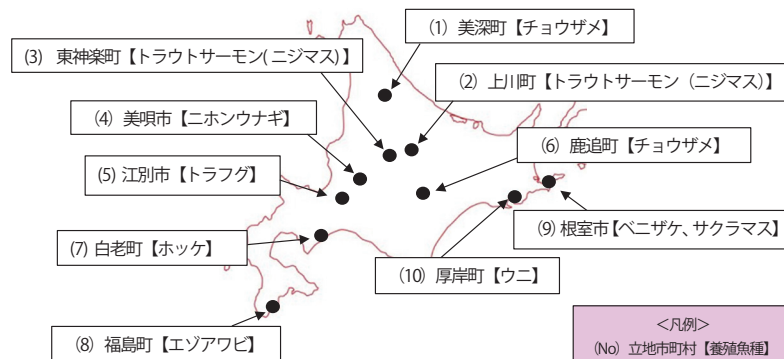 (1) 美深町【チョウザメ】
(3) 東神楽町【トラウトサーモン(ニジマス)】
(2) 上川町【トラウトサーモン（ニジマス）】
(4) 美唄市【ニホンウナギ】
(6) 鹿追町【チョウザメ】
(5) 江別市【トラフグ】
(9) 根室市【ベニザケ、サクラマス】
(7) 白老町【ホッケ】
(10) 厚岸町【ウニ】
(8) 福島町【エゾアワビ】
＜凡例＞
(No) 立地市町村【養殖魚種】